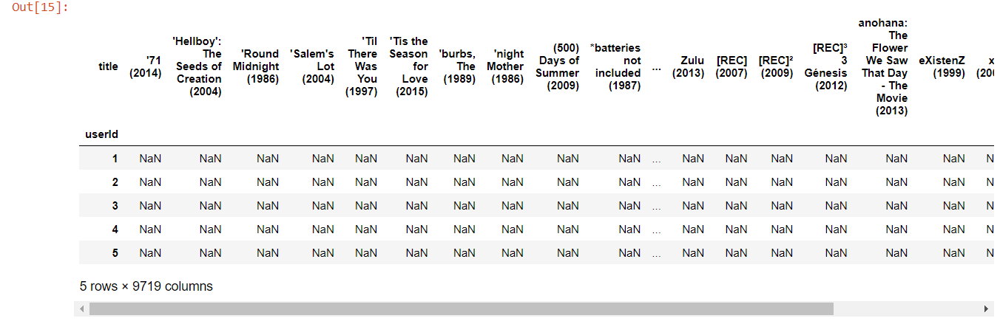 Out[15]:
title '71 (2014) 'Hellboy': The Seeds of Creation (2004) 'Round Midnight (1986) 'Salem's Lot (2004) 'Til There Was You (1997) 'Tis the Season for Love (2015) 'burbs, The (1989) 'night Mother (1986) (500) Days of Summer (2009) *batteries not included (1987) ... Zulu (2013) [REC] (2007) [REC]² (2009) [REC]³ 3 Génesis (2012) anohana: The Flower We Saw That Day - The Movie (2013) eXistenZ (1999)
userId
1 NaN NaN NaN NaN NaN NaN NaN NaN NaN NaN ... NaN NaN NaN NaN NaN NaN N
2 NaN NaN NaN NaN NaN NaN NaN NaN NaN NaN ... NaN NaN NaN NaN NaN NaN N
3 NaN NaN NaN NaN NaN NaN NaN NaN NaN NaN ... NaN NaN NaN NaN NaN NaN N
4 NaN NaN NaN NaN NaN NaN NaN NaN NaN NaN ... NaN NaN NaN NaN NaN NaN N
5 NaN NaN NaN NaN NaN NaN NaN NaN NaN NaN ... NaN NaN NaN NaN NaN NaN N
5 rows × 9719 columns